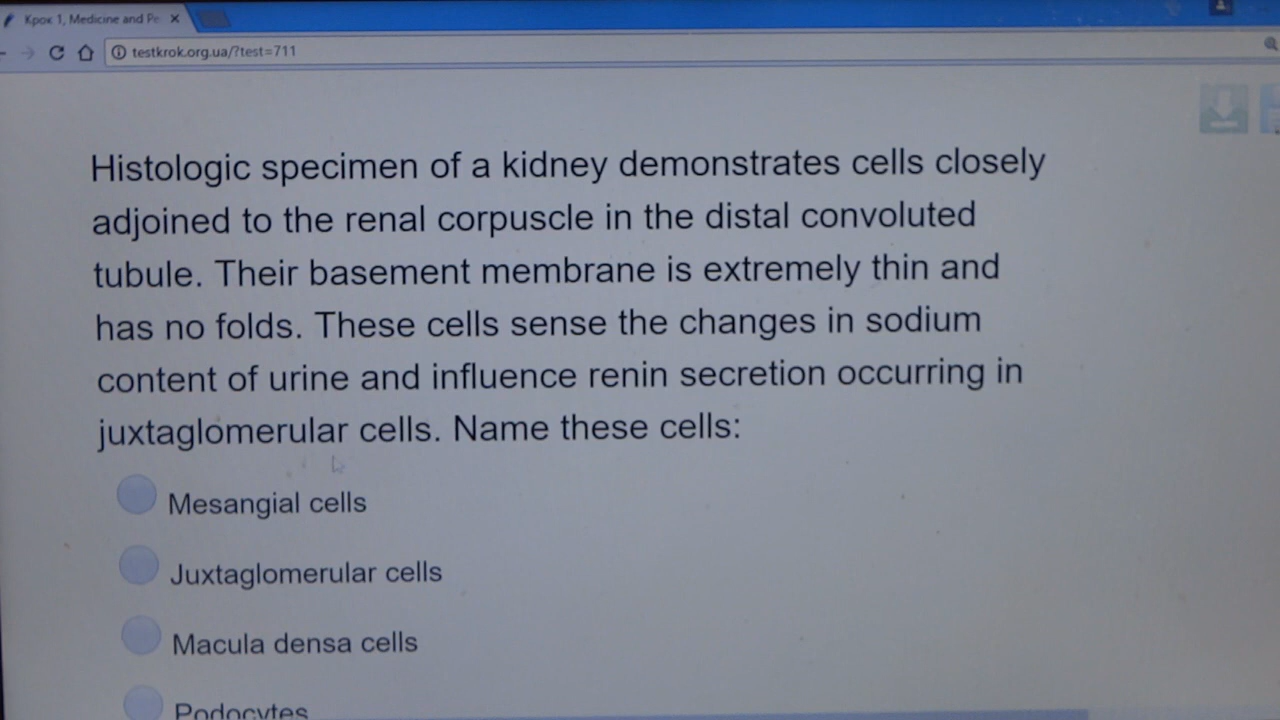 Крок 1, Medicine and Pe
testkrok.org.ua/?test=711
Histologic specimen of a kidney demonstrates cells closely
adjoined to the renal corpuscle in the distal convoluted
tubule. Their basement membrane is extremely thin and
has no folds. These cells sense the changes in sodium
content of urine and influence renin secretion occurring in
juxtaglomerular cells. Name these cells:
Mesangial cells
Juxtaglomerular cells
Macula densa cells
Podocytes